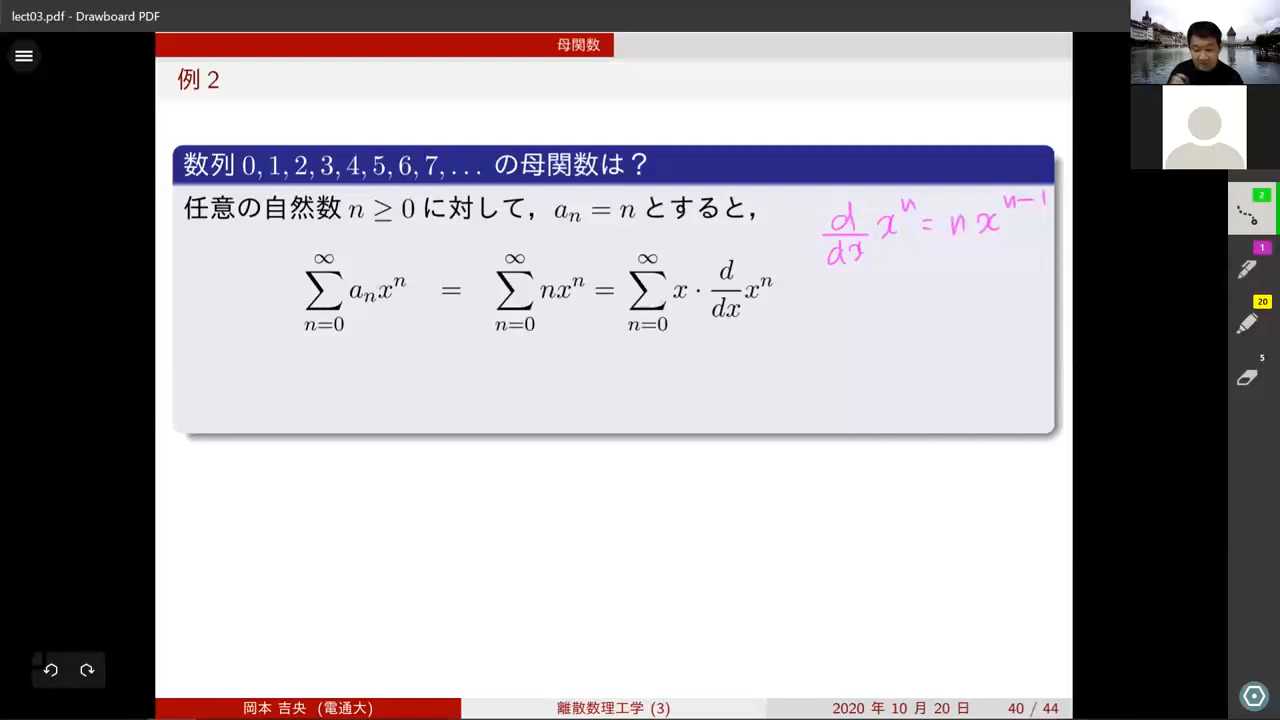 lect03.pdf - Drawboard PDF
母関数
例 2
数列 0, 1, 2, 3, 4, 5, 6, 7, . . . の母関数は？
任意の自然数 n ≥ 0 に対して，a_n = n とすると，
d/dx x^n = n x^{n-1}
∑_{n=0}^{∞} a_n x^n = ∑_{n=0}^{∞} n x^n = ∑_{n=0}^{∞} x · d/dx x^n
2
1
20
5
岡本 吉央 (電通大) 離散数理工学 (3) 2020 年 10 月 20 日 40 / 44